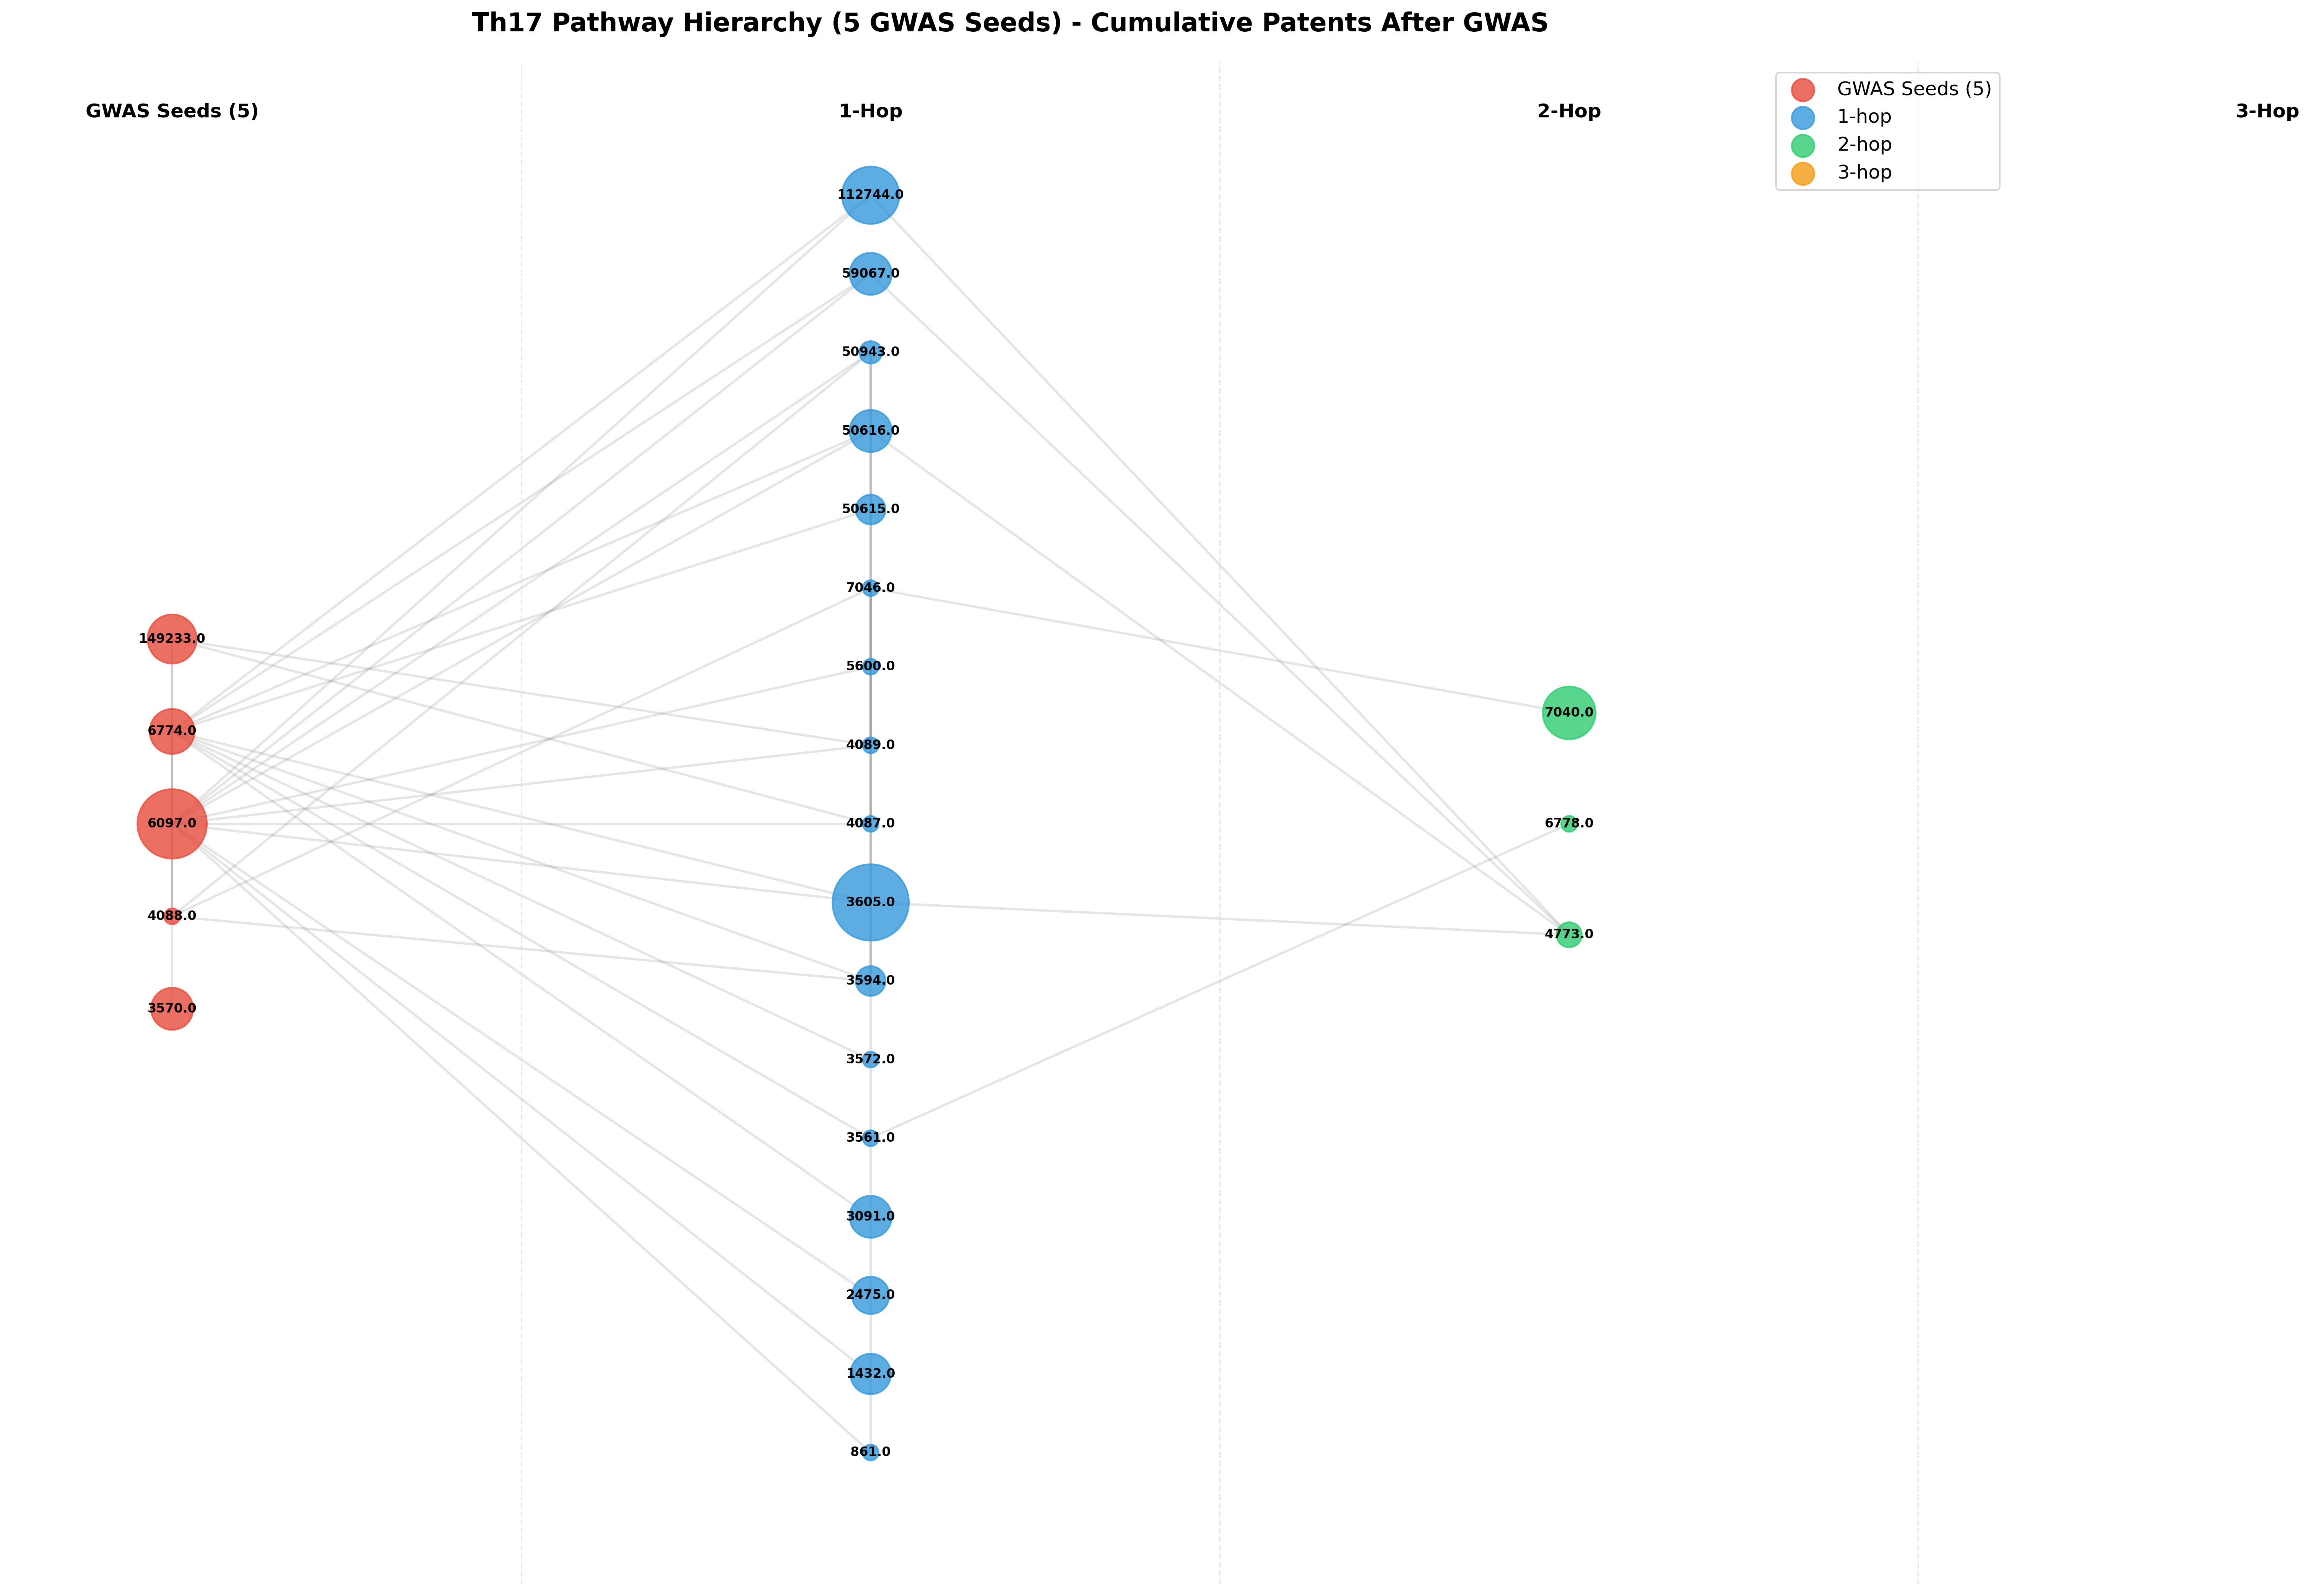 Th17 Pathway Hierarchy (5 GWAS Seeds) - Cumulative Patents After GWAS
GWAS Seeds (5)
1-Hop
2-Hop
3-Hop
GWAS Seeds (5)
1-hop
2-hop
3-hop
149233.0
6774.0
6097.0
4088.0
3570.0
112744.0
59067.0
50943.0
50616.0
50615.0
7046.0
5600.0
4089.0
4087.0
3605.0
3594.0
3572.0
3561.0
3091.0
2475.0
1432.0
861.0
7040.0
6778.0
4773.0